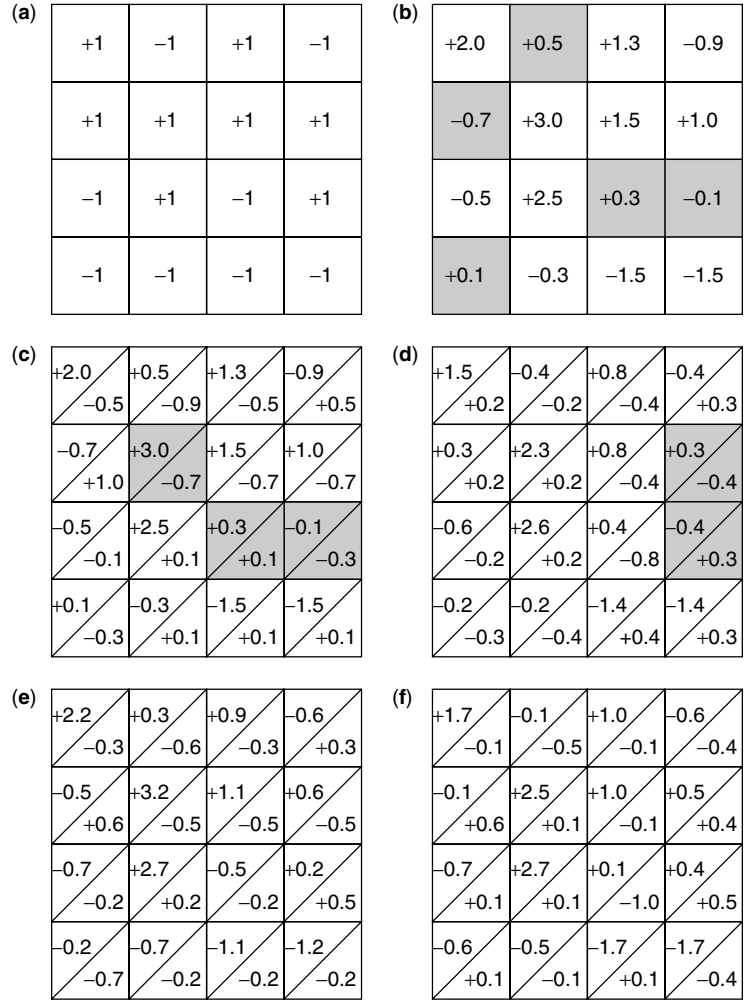 (a) (b)
+1 −1 +1 −1 +2.0 +0.5 +1.3 −0.9
+1 +1 +1 +1 −0.7 +3.0 +1.5 +1.0
−1 +1 −1 +1 −0.5 +2.5 +0.3 −0.1
−1 −1 −1 −1 +0.1 −0.3 −1.5 −1.5
(c) (d)
+2.0 +0.5 +1.3 −0.9 +1.5 −0.4 +0.8 −0.4
−0.5 −0.9 −0.5 +0.5 +0.2 −0.2 −0.4 +0.3
−0.7 +3.0 +1.5 +1.0 +0.3 +2.3 +0.8 +0.3
+1.0 −0.7 −0.7 −0.7 +0.2 +0.2 −0.4 −0.4
−0.5 +2.5 +0.3 −0.1 −0.6 +2.6 +0.4 −0.4
−0.1 +0.1 +0.1 −0.3 −0.2 +0.2 −0.8 +0.3
+0.1 −0.3 −1.5 −1.5 −0.2 −0.2 −1.4 −1.4
−0.3 +0.1 +0.1 +0.1 −0.3 −0.4 +0.4 +0.3
(e) (f)
+2.2 +0.3 +0.9 −0.6 +1.7 −0.1 +1.0 −0.6
−0.3 −0.6 −0.3 +0.3 −0.1 −0.5 −0.1 −0.4
−0.5 +3.2 +1.1 +0.6 −0.1 +2.5 +1.0 +0.5
+0.6 −0.5 −0.5 −0.5 +0.6 +0.1 −0.1 +0.4
−0.7 +2.7 −0.5 +0.2 −0.7 +2.7 +0.1 +0.4
−0.2 +0.2 −0.2 +0.5 +0.1 +0.1 −1.0 +0.5
−0.2 −0.7 −1.1 −1.2 −0.6 −0.5 −1.7 −1.7
−0.7 −0.2 −0.2 −0.2 +0.1 −0.1 +0.1 −0.4